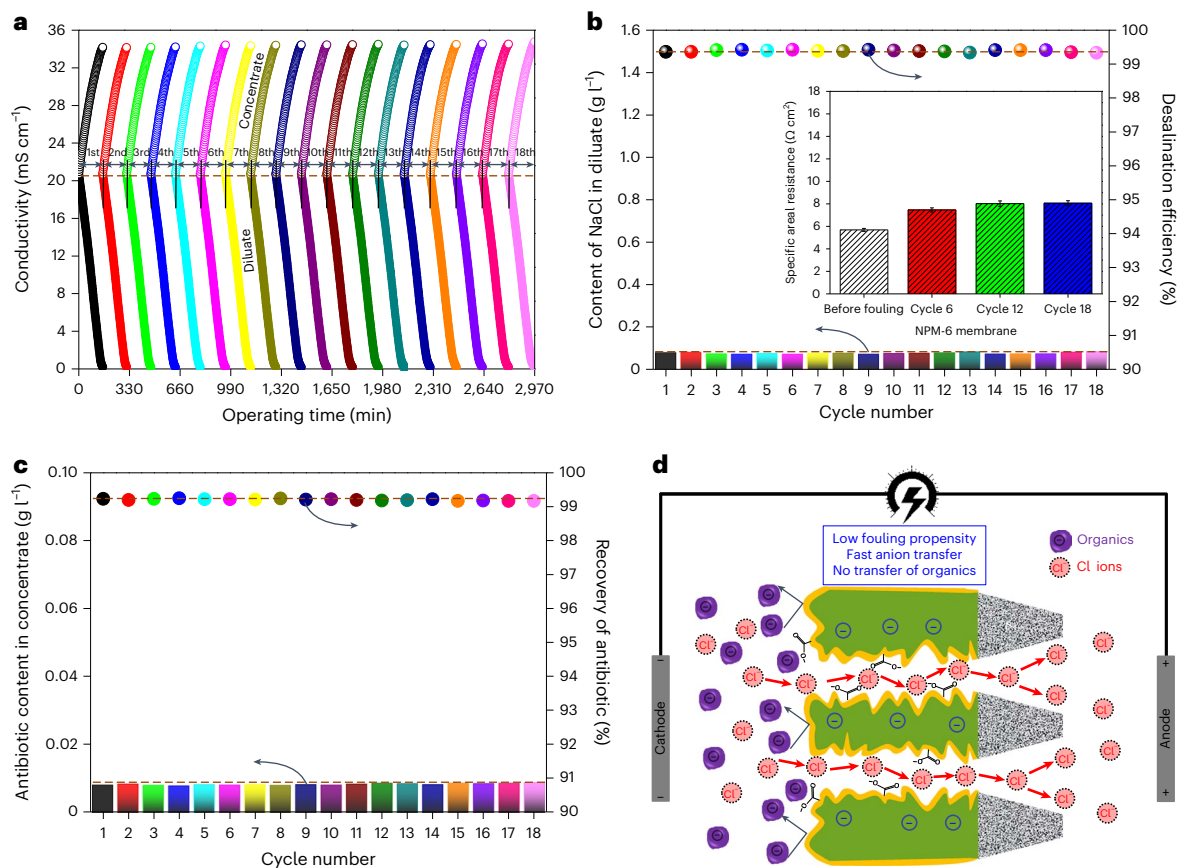 a
Conductivity (mS cm⁻¹)
36
32
28
24
20
16
12
8
4
0
Concentrate
1st
2nd
3rd
4th
5th
6th
7th
8th
9th
10th
11th
12th
13th
14th
15th
16th
17th
18th
Diluate
0 330 660 990 1,320 1,650 1,980 2,310 2,640 2,970
Operating time (min)
b
Content of NaCl in diluate (g l⁻¹)
1.6
1.4
1.2
1.0
0.8
0.6
0.4
0.2
0
Desalination efficiency (%)
100
99
98
97
96
95
94
93
92
91
90
Specific areal resistance (Ω cm²)
18
16
14
12
10
8
6
4
2
0
Before fouling Cycle 6 Cycle 12 Cycle 18
NPM-6 membrane
1 2 3 4 5 6 7 8 9 10 11 12 13 14 15 16 17 18
Cycle number
c
Antibiotic content in concentrate (g l⁻¹)
0.10
0.08
0.06
0.04
0.02
0
Recovery of antibiotic (%)
100
99
98
97
96
95
94
93
92
91
90
1 2 3 4 5 6 7 8 9 10 11 12 13 14 15 16 17 18
Cycle number
d
Low fouling propensity
Fast anion transfer
No transfer of organics
Organics
Cl⁻ Cl ions
Cathode
Anode